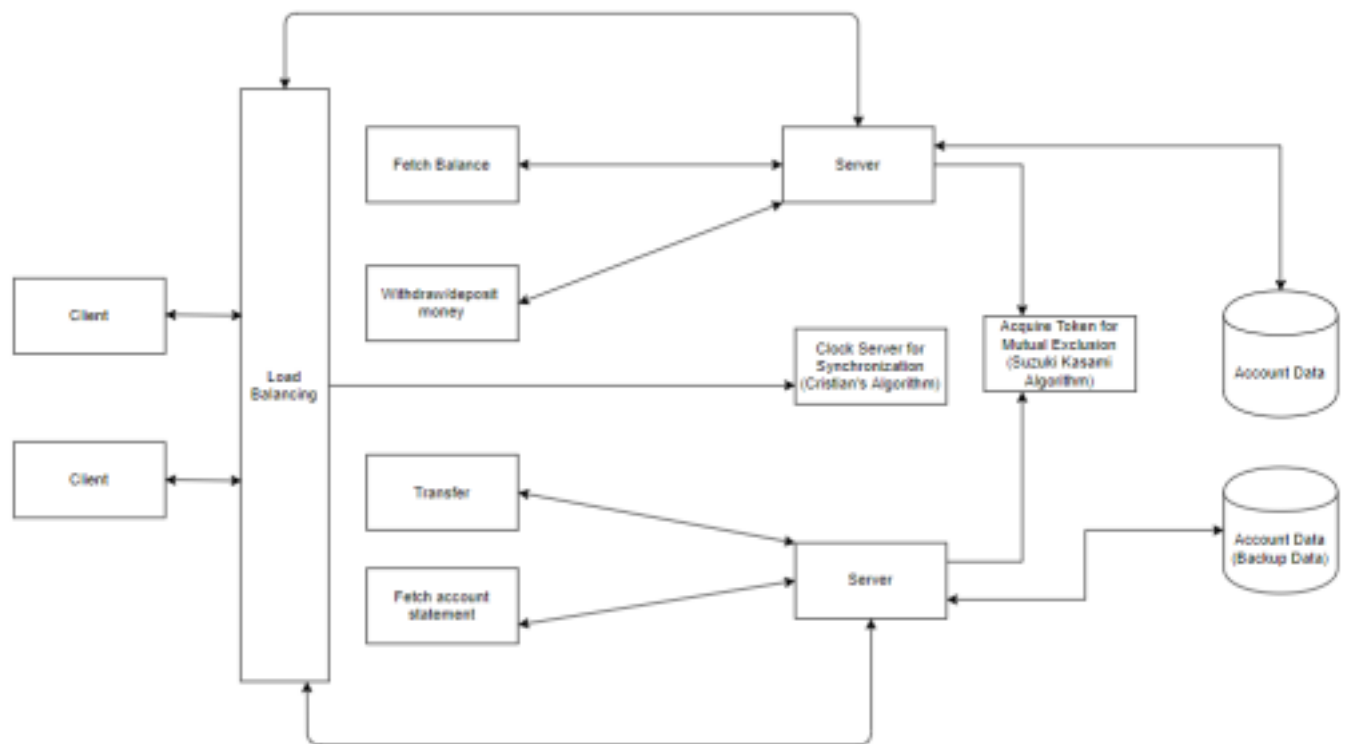 Fetch Balance
Server
Withdraw/deposit
money
Client
Clock Server for
Synchronization
(Cristian's Algorithm)
Acquire Token for
Mutual Exclusion
(Suzuki Kasami
Algorithm)
Account Data
Load
Balancing
Client
Transfer
Account Data
(Backup Data)
Server
Fetch account
statement